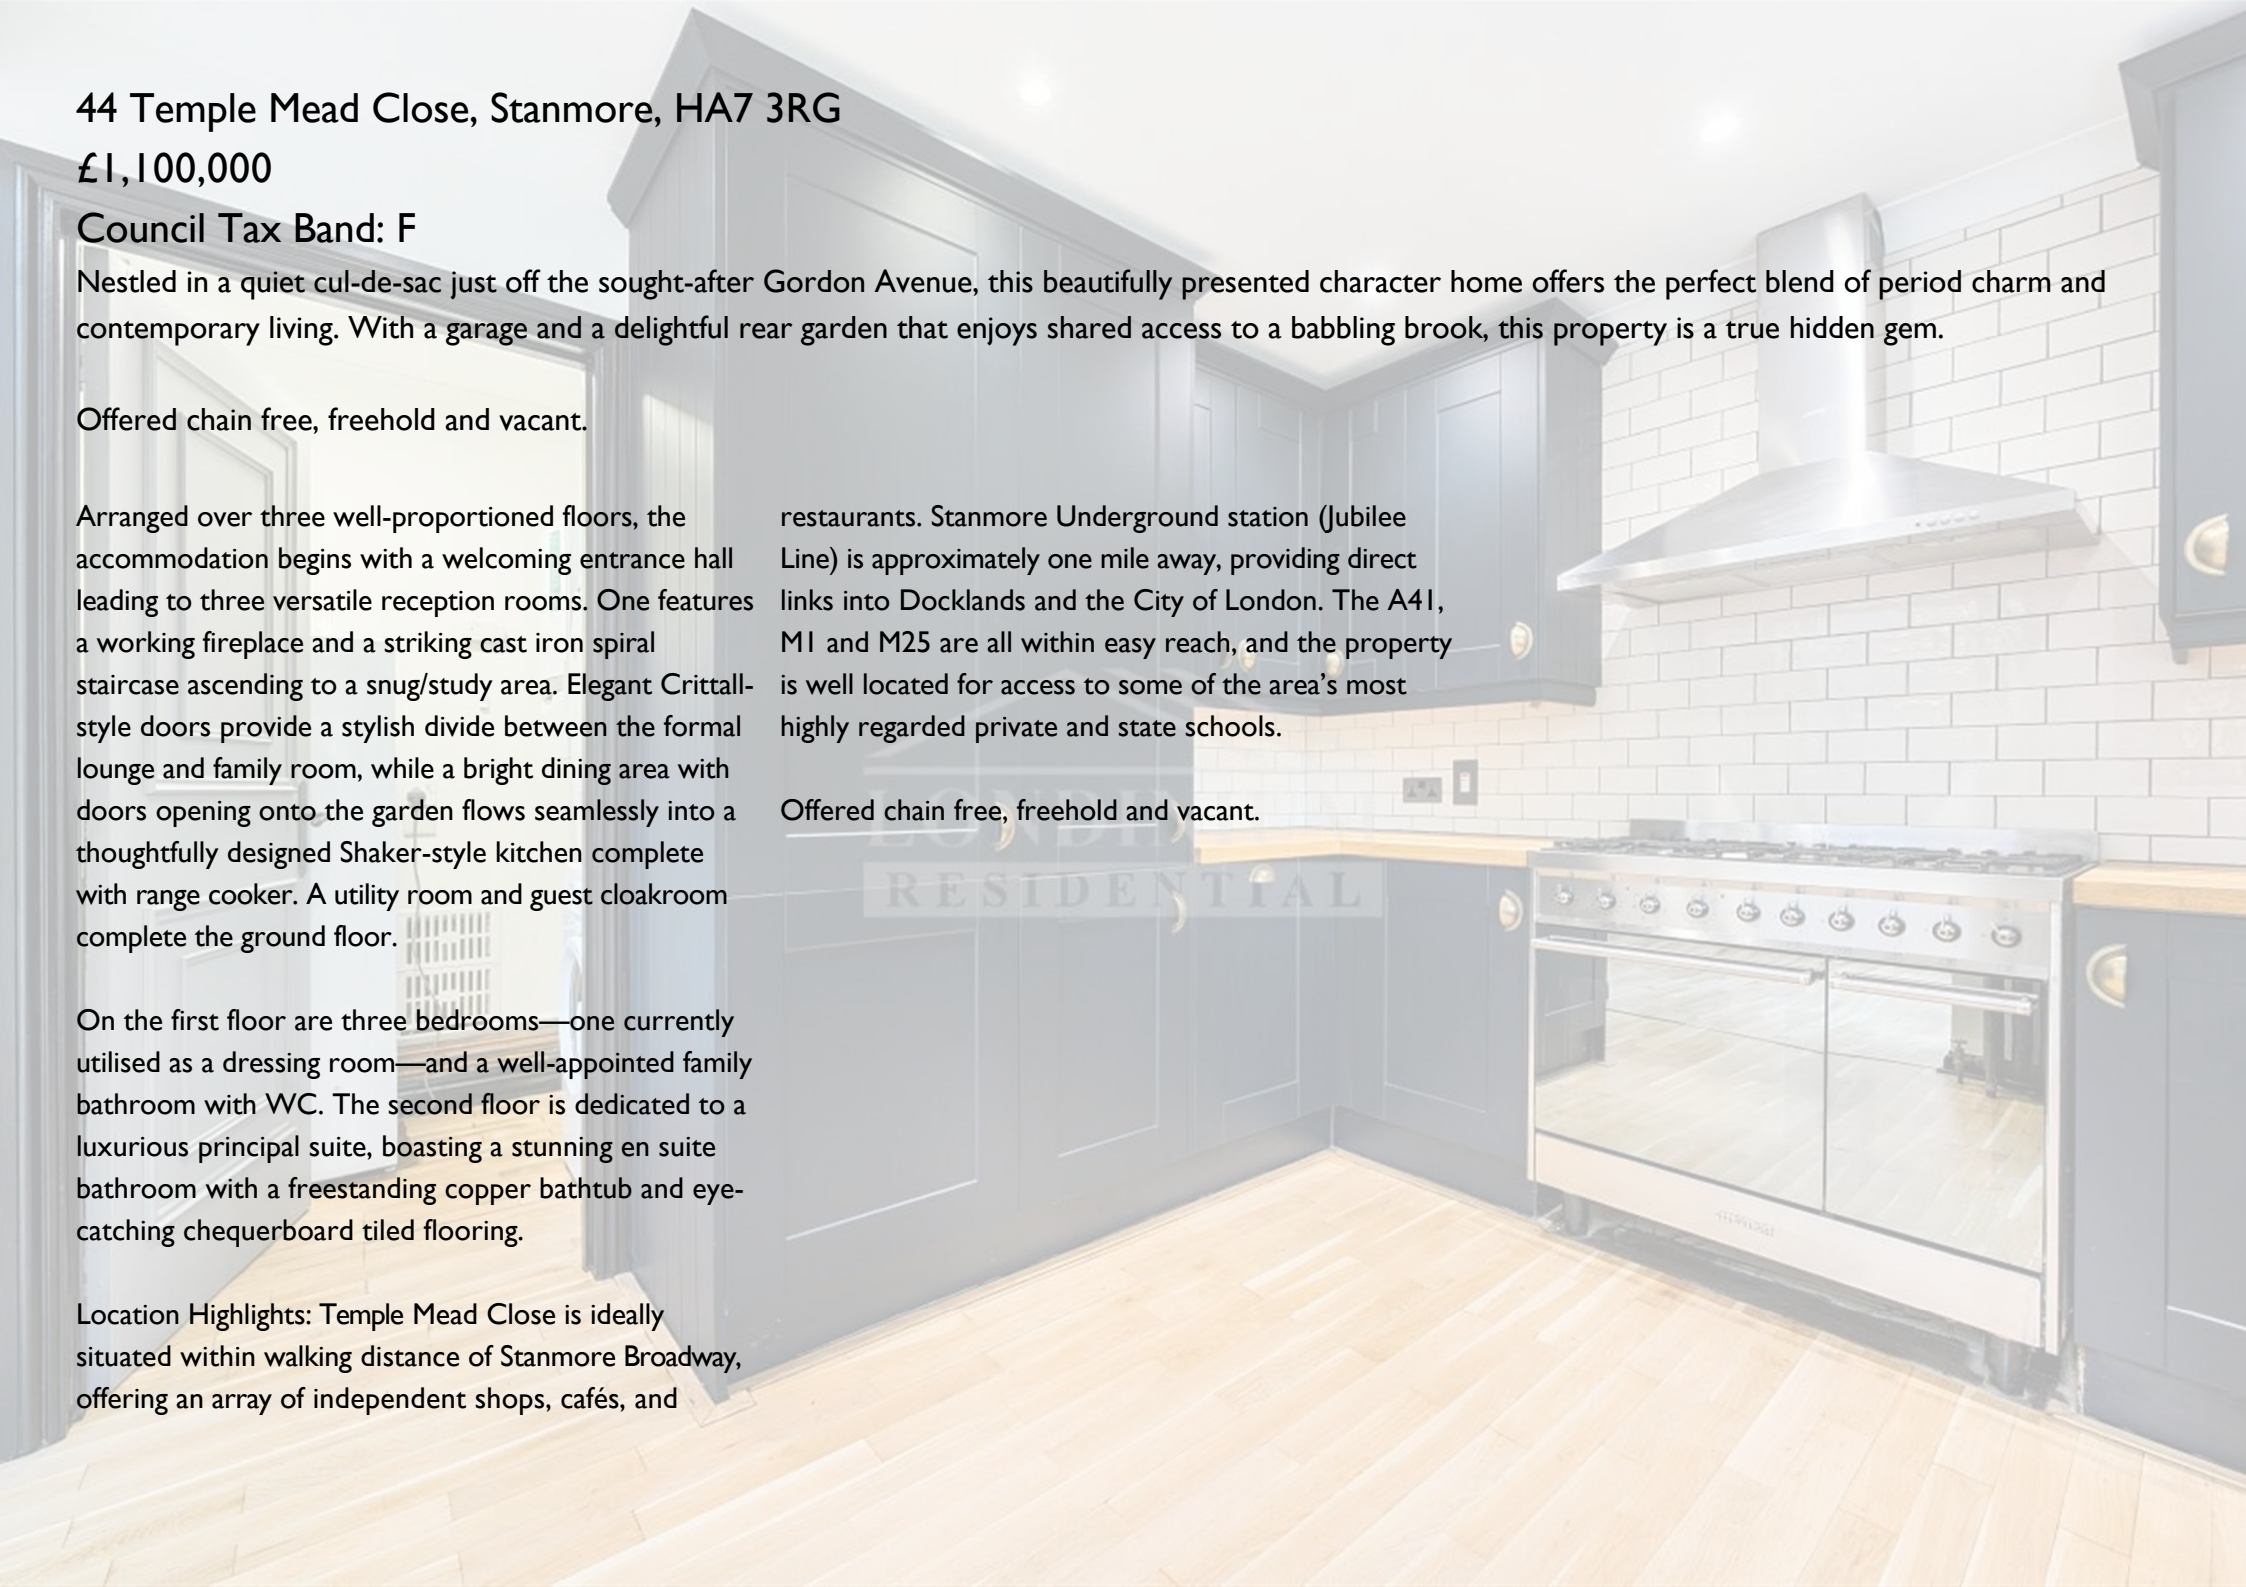 44 Temple Mead Close, Stanmore, HA7 3RG
£1,100,000
Council Tax Band: F
Nestled in a quiet cul-de-sac just off the sought-after Gordon Avenue, this beautifully presented character home offers the perfect blend of period charm and
contemporary living. With a garage and a delightful rear garden that enjoys shared access to a babbling brook, this property is a true hidden gem.
Offered chain free, freehold and vacant.
Arranged over three well-proportioned floors, the
accommodation begins with a welcoming entrance hall
leading to three versatile reception rooms. One features
a working fireplace and a striking cast iron spiral
staircase ascending to a snug/study area. Elegant Crittall-
style doors provide a stylish divide between the formal
lounge and family room, while a bright dining area with
doors opening onto the garden flows seamlessly into a
thoughtfully designed Shaker-style kitchen complete
with range cooker. A utility room and guest cloakroom
complete the ground floor.
On the first floor are three bedrooms—one currently
utilised as a dressing room—and a well-appointed family
bathroom with WC. The second floor is dedicated to a
luxurious principal suite, boasting a stunning en suite
bathroom with a freestanding copper bathtub and eye-
catching chequerboard tiled flooring.
Location Highlights: Temple Mead Close is ideally
situated within walking distance of Stanmore Broadway,
offering an array of independent shops, cafés, and
restaurants. Stanmore Underground station (Jubilee
Line) is approximately one mile away, providing direct
links into Docklands and the City of London. The A41,
M1 and M25 are all within easy reach, and the property
is well located for access to some of the area’s most
highly regarded private and state schools.
Offered chain free, freehold and vacant.
RESIDENTIAL